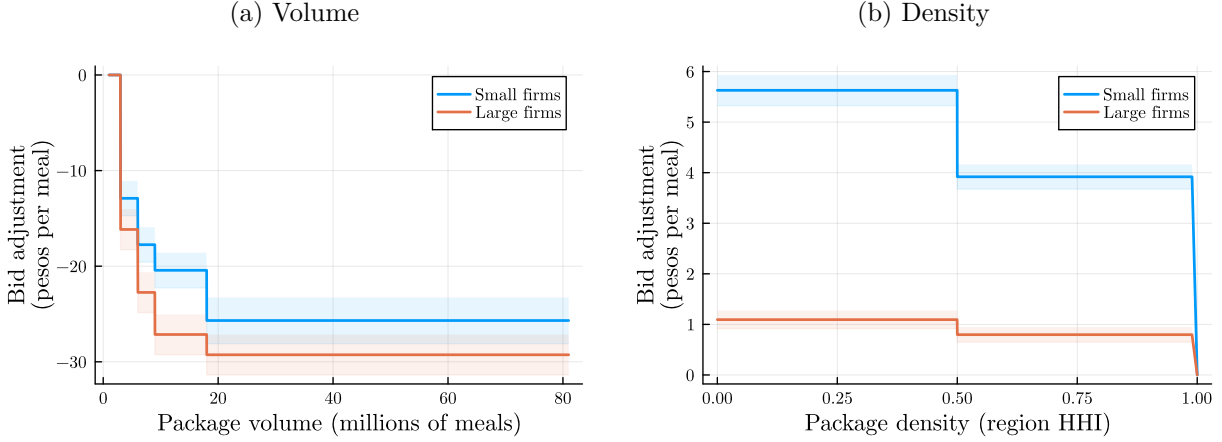 (a) Volume
Bid adjustment
(pesos per meal)
0
−10
−20
−30
Small firms
Large firms
0
20
40
60
80
Package volume (millions of meals)
(b) Density
Bid adjustment
(pesos per meal)
6
5
4
3
2
1
0
Small firms
Large firms
0.00
0.25
0.50
0.75
1.00
Package density (region HHI)